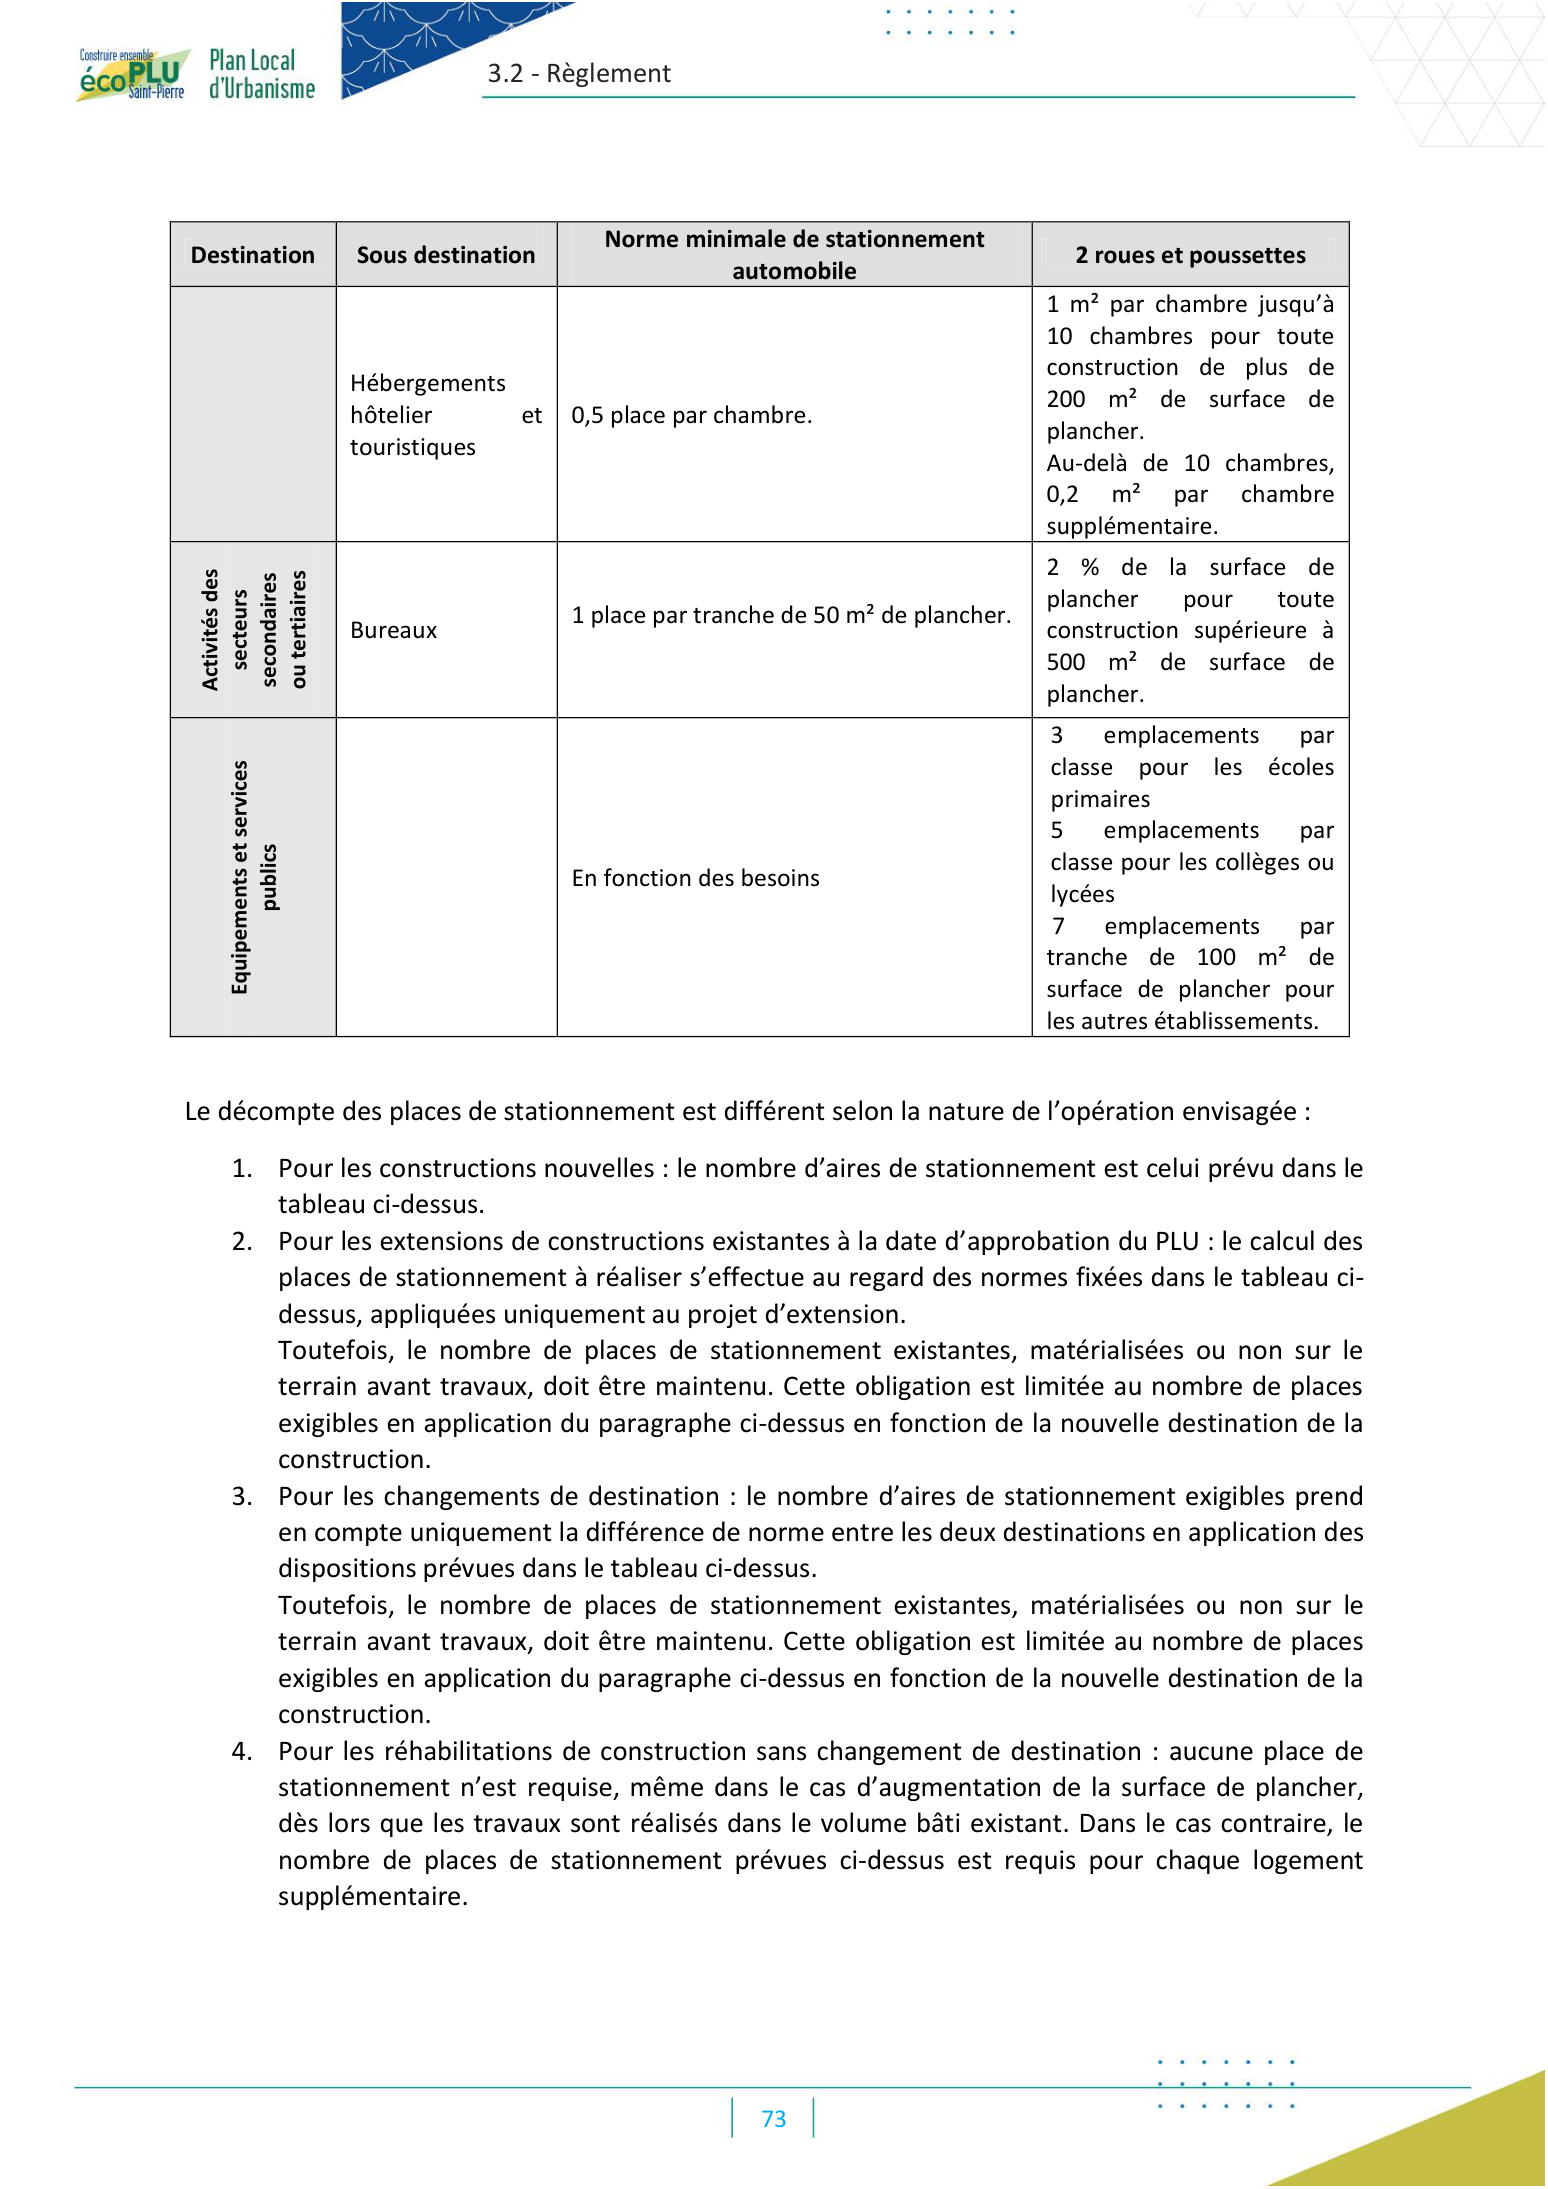 Construire ensemble
écoPLU
Saint-Pierre
Plan Local
d'Urbanisme
3.2 - Règlement
Destination
Sous destination
Norme minimale de stationnement
automobile
2 roues et poussettes
Hébergements
hôtelier et
touristiques
0,5 place par chambre.
1 m² par chambre jusqu’à
10 chambres pour toute
construction de plus de
200 m² de surface de
plancher.
Au-delà de 10 chambres,
0,2 m² par chambre
supplémentaire.
Activités des
secteurs
secondaires
ou tertiaires
Bureaux
1 place par tranche de 50 m² de plancher.
2 % de la surface de
plancher pour toute
construction supérieure à
500 m² de surface de
plancher.
Equipements et services
publics
En fonction des besoins
3 emplacements par
classe pour les écoles
primaires
5 emplacements par
classe pour les collèges ou
lycées
7 emplacements par
tranche de 100 m² de
surface de plancher pour
les autres établissements.
Le décompte des places de stationnement est différent selon la nature de l’opération envisagée :
1. Pour les constructions nouvelles : le nombre d’aires de stationnement est celui prévu dans le
tableau ci-dessus.
2. Pour les extensions de constructions existantes à la date d’approbation du PLU : le calcul des
places de stationnement à réaliser s’effectue au regard des normes fixées dans le tableau ci-
dessus, appliquées uniquement au projet d’extension.
Toutefois, le nombre de places de stationnement existantes, matérialisées ou non sur le
terrain avant travaux, doit être maintenu. Cette obligation est limitée au nombre de places
exigibles en application du paragraphe ci-dessus en fonction de la nouvelle destination de la
construction.
3. Pour les changements de destination : le nombre d’aires de stationnement exigibles prend
en compte uniquement la différence de norme entre les deux destinations en application des
dispositions prévues dans le tableau ci-dessus.
Toutefois, le nombre de places de stationnement existantes, matérialisées ou non sur le
terrain avant travaux, doit être maintenu. Cette obligation est limitée au nombre de places
exigibles en application du paragraphe ci-dessus en fonction de la nouvelle destination de la
construction.
4. Pour les réhabilitations de construction sans changement de destination : aucune place de
stationnement n’est requise, même dans le cas d’augmentation de la surface de plancher,
dès lors que les travaux sont réalisés dans le volume bâti existant. Dans le cas contraire, le
nombre de places de stationnement prévues ci-dessus est requis pour chaque logement
supplémentaire.
73